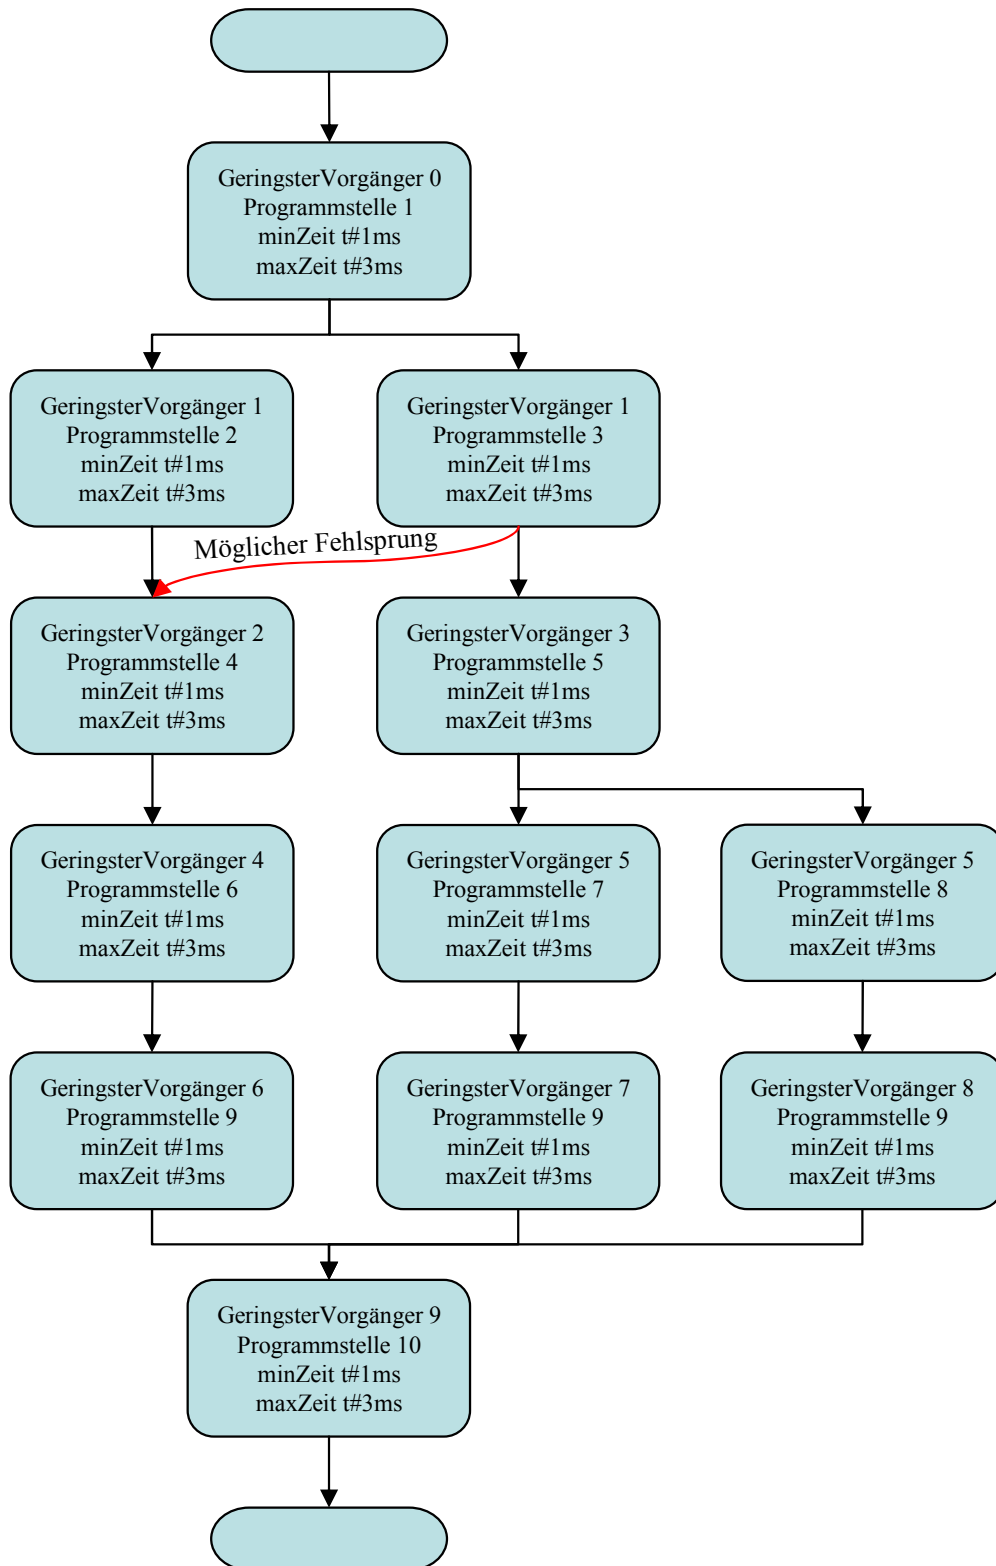 GeringsterVorgänger 0
Programmstelle 1
minZeit t#1ms
maxZeit t#3ms
GeringsterVorgänger 1
Programmstelle 2
minZeit t#1ms
maxZeit t#3ms
GeringsterVorgänger 1
Programmstelle 3
minZeit t#1ms
maxZeit t#3ms
Möglicher Fehlsprung
GeringsterVorgänger 2
Programmstelle 4
minZeit t#1ms
maxZeit t#3ms
GeringsterVorgänger 3
Programmstelle 5
minZeit t#1ms
maxZeit t#3ms
GeringsterVorgänger 4
Programmstelle 6
minZeit t#1ms
maxZeit t#3ms
GeringsterVorgänger 5
Programmstelle 7
minZeit t#1ms
maxZeit t#3ms
GeringsterVorgänger 5
Programmstelle 8
minZeit t#1ms
maxZeit t#3ms
GeringsterVorgänger 6
Programmstelle 9
minZeit t#1ms
maxZeit t#3ms
GeringsterVorgänger 7
Programmstelle 9
minZeit t#1ms
maxZeit t#3ms
GeringsterVorgänger 8
Programmstelle 9
minZeit t#1ms
maxZeit t#3ms
GeringsterVorgänger 9
Programmstelle 10
minZeit t#1ms
maxZeit t#3ms